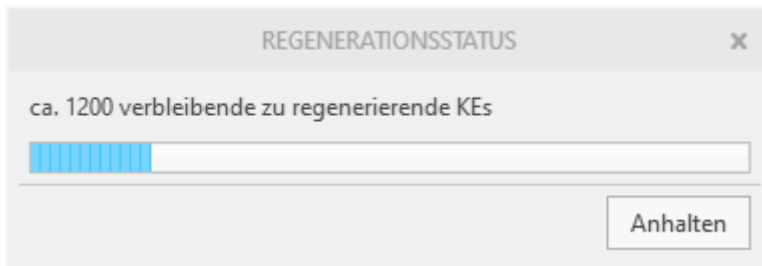 REGENERATIONSSTATUS
ca. 1200 verbleibende zu regenerierende KEs
Anhalten